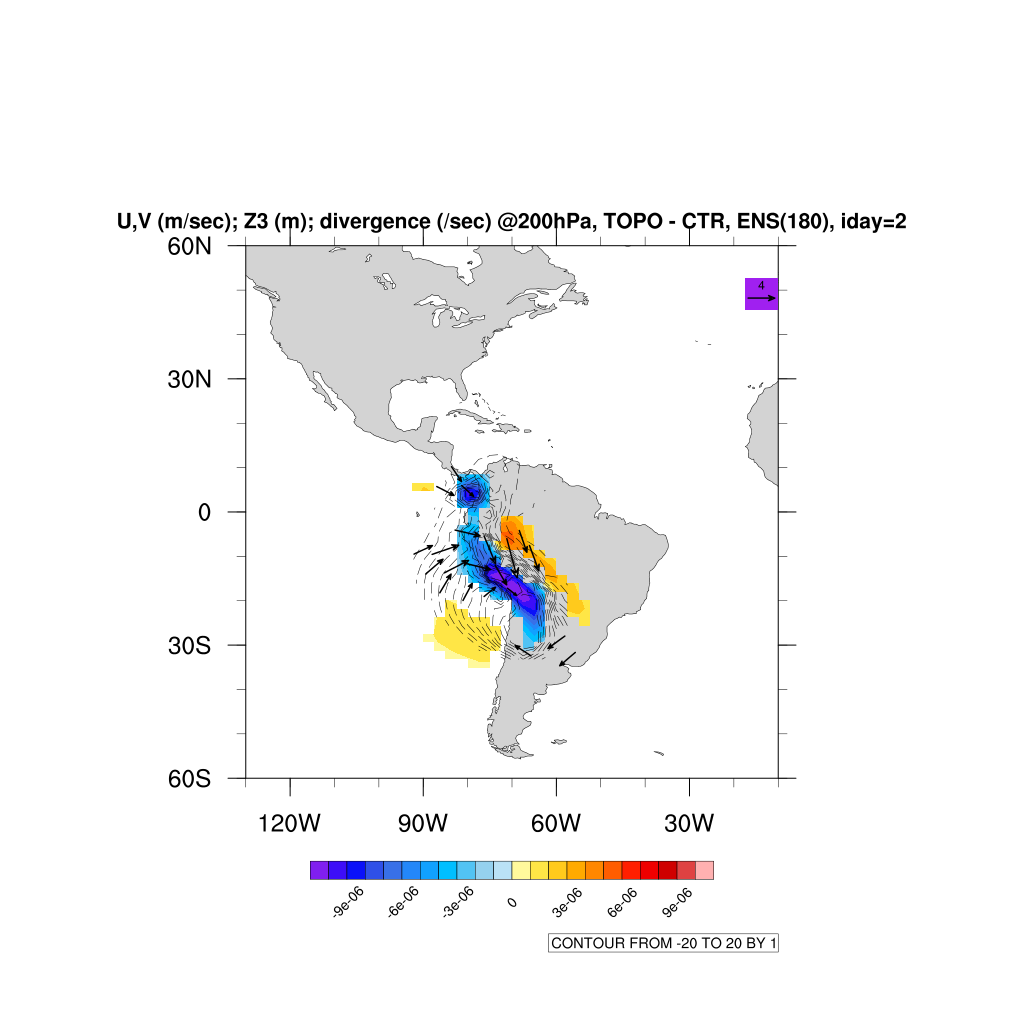 U,V (m/sec); Z3 (m); divergence (/sec) @200hPa, TOPO - CTR, ENS(180), iday=2
60N
4
30N
0
30S
60S
120W 90W 60W 30W
-9e-06 -6e-06 -3e-06 0 3e-06 6e-06 9e-06
CONTOUR FROM -20 TO 20 BY 1